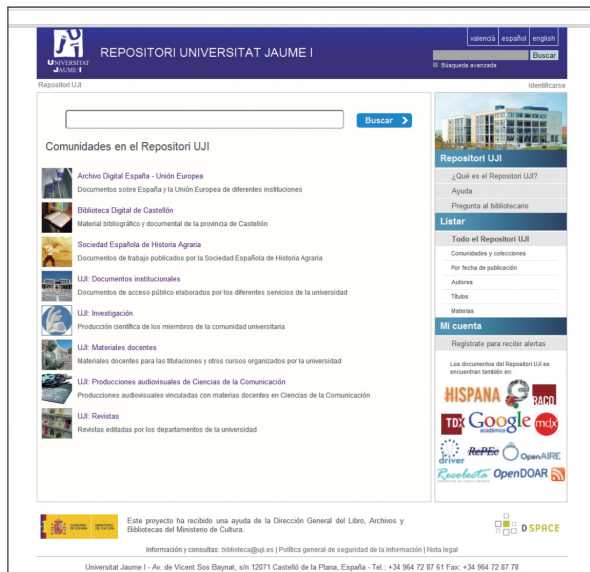 UNIVERSITAT
JAUME·I
REPOSITORI UNIVERSITAT JAUME I
valencià español english
Buscar
Búsqueda avanzada
Repositori UJI
Identificarse
Buscar
Comunidades en el Repositori UJI
Archivo Digital España - Unión Europea
Documentos sobre España y la Unión Europea de diferentes instituciones
Biblioteca Digital de Castellón
Material bibliográfico y documental de la provincia de Castellón
Sociedad Española de Historia Agraria
Documentos de trabajo publicados por la Sociedad Española de Historia Agraria
UJI: Documentos institucionales
Documentos de acceso público elaborados por los diferentes servicios de la universidad
UJI: Investigación
Producción científica de los miembros de la comunidad universitaria
UJI: Materiales docentes
Materiales docentes para las titulaciones y otros cursos organizados por la universidad
UJI: Producciones audiovisuales de Ciencias de la Comunicación
Producciones audiovisuales vinculadas con materias docentes en Ciencias de la Comunicación
UJI: Revistas
Revistas editadas por los departamentos de la universidad
Repositori UJI
¿Qué es el Repositori UJI?
Ayuda
Pregunta al bibliotecario
Listar
Todo el Repositori UJI
Comunidades y colecciones
Por fecha de publicación
Autores
Títulos
Materias
Mi cuenta
Regístrate para recibir alertas
Los documentos del Repositori UJI se
encuentran también en:
HISPANA
RACO
TDX Google mdx
académico
driver RePEc OpenAIRE
Recolecta OpenDOAR
GOBIERNO DE ESPAÑA
MINISTERIO DE CULTURA
Este proyecto ha recibido una ayuda de la Dirección General del Libro, Archivos y
Bibliotecas del Ministerio de Cultura.
DSPACE
Información y consultas: biblioteca@uji.es | Política general de seguridad de la información | Nota legal
Universitat Jaume I - Av. de Vicent Sos Baynat, s/n 12071 Castelló de la Plana, España - Tel.: +34 964 72 87 61 Fax: +34 964 72 87 78